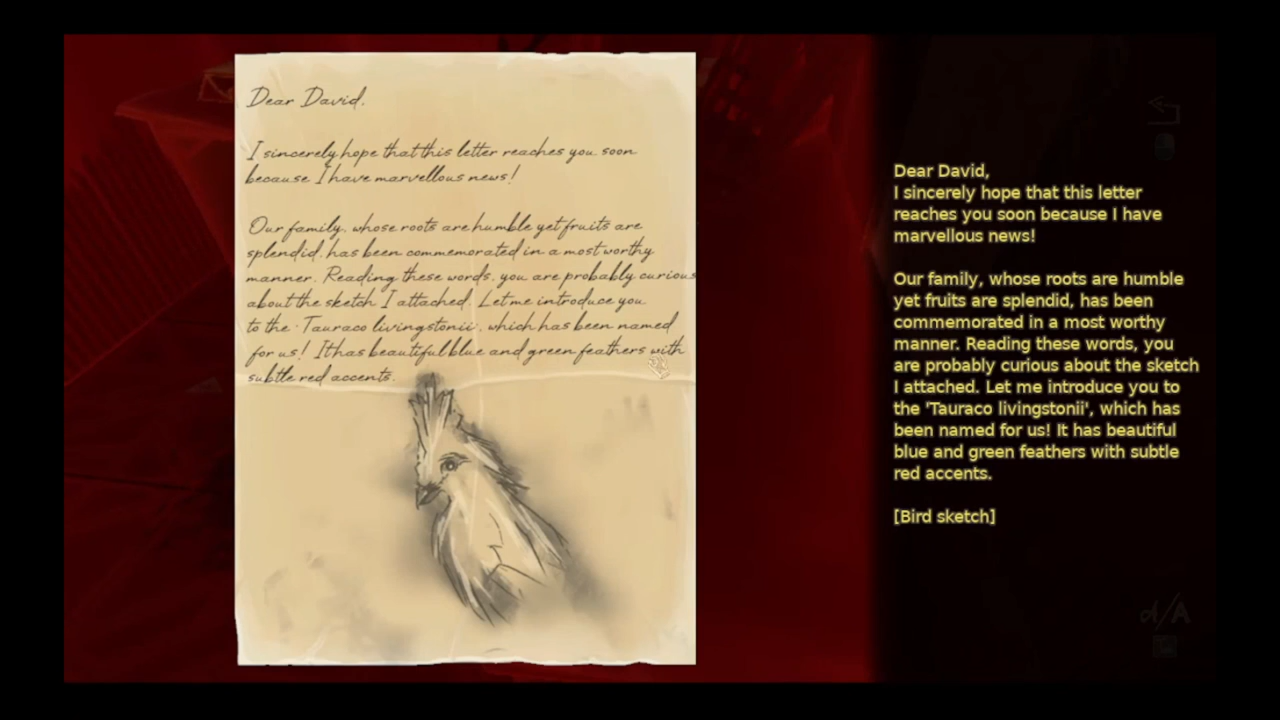 Dear David,
I sincerely hope that this letter reaches you soon
because I have marvellous news!
Our family, whose roots are humble yet fruits are
splendid, has been commemorated in a most worthy
manner. Reading these words, you are probably curious
about the sketch I attached. Let me introduce you
to the 'Tauraco livingstonii', which has been named
for us! It has beautiful blue and green feathers with
subtle red accents.
Dear David,
I sincerely hope that this letter
reaches you soon because I have
marvellous news!
Our family, whose roots are humble
yet fruits are splendid, has been
commemorated in a most worthy
manner. Reading these words, you
are probably curious about the sketch
I attached. Let me introduce you to
the 'Tauraco livingstonii', which has
been named for us! It has beautiful
blue and green feathers with subtle
red accents.
[Bird sketch]
A/A